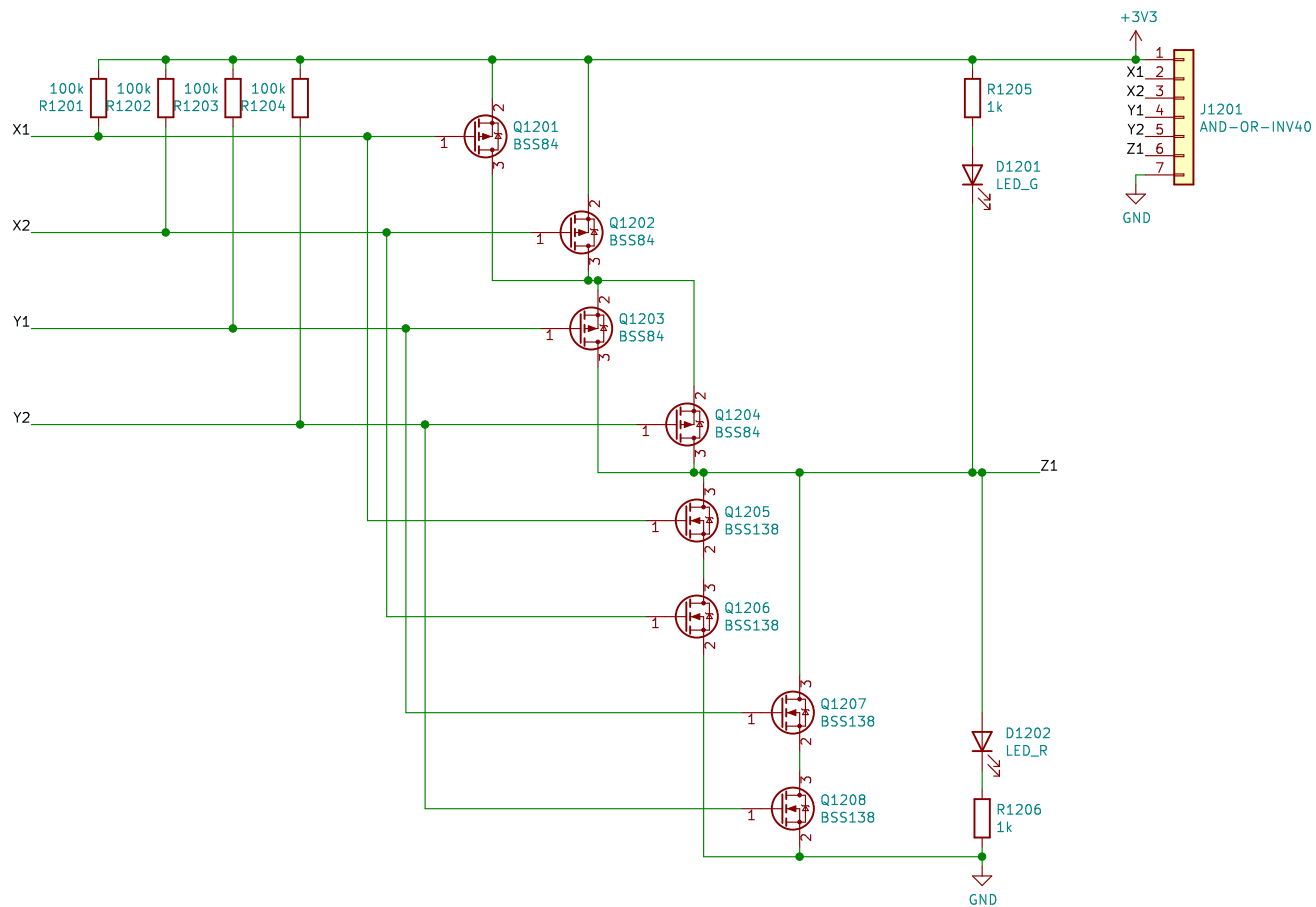 +3V3
100k
R1201
100k
R1202
100k
R1203
100k
R1204
R1205
1k
1
X1 2
X2 3
Y1 4
Y2 5
Z1 6
7
J1201
AND-OR-INV40
GND
X1
1
2
3
Q1201
BSS84
D1201
LED_G
X2
1
2
3
Q1202
BSS84
Y1
1
2
3
Q1203
BSS84
Y2
1
2
3
Q1204
BSS84
Z1
1
3
2
Q1205
BSS138
1
3
2
Q1206
BSS138
1
3
2
Q1207
BSS138
D1202
LED_R
1
3
2
Q1208
BSS138
R1206
1k
GND